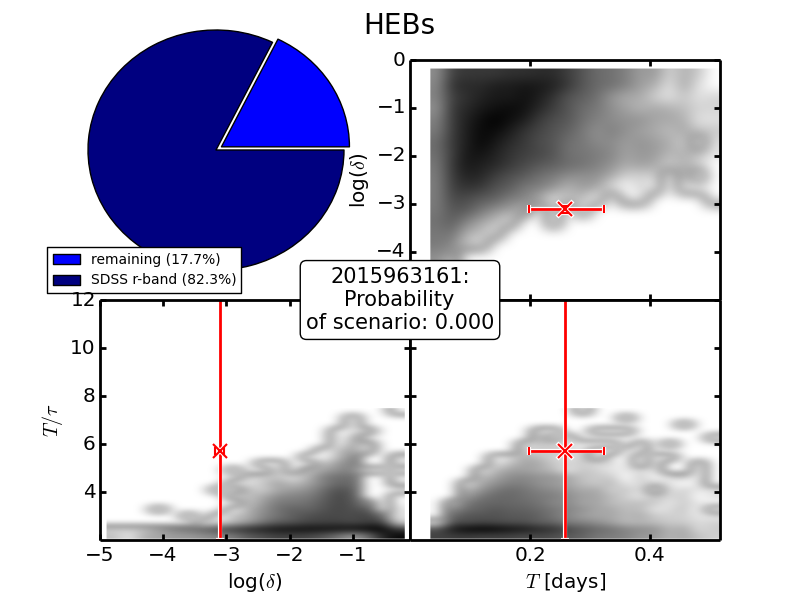 HEBs
remaining (17.7%)
SDSS r-band (82.3%)
0
−1
−2
−3
−4
log(δ)
2015963161:
Probability
of scenario: 0.000
12
10
8
6
4
T/τ
−5 −4 −3 −2 −1
log(δ)
0.2 0.4
T [days]